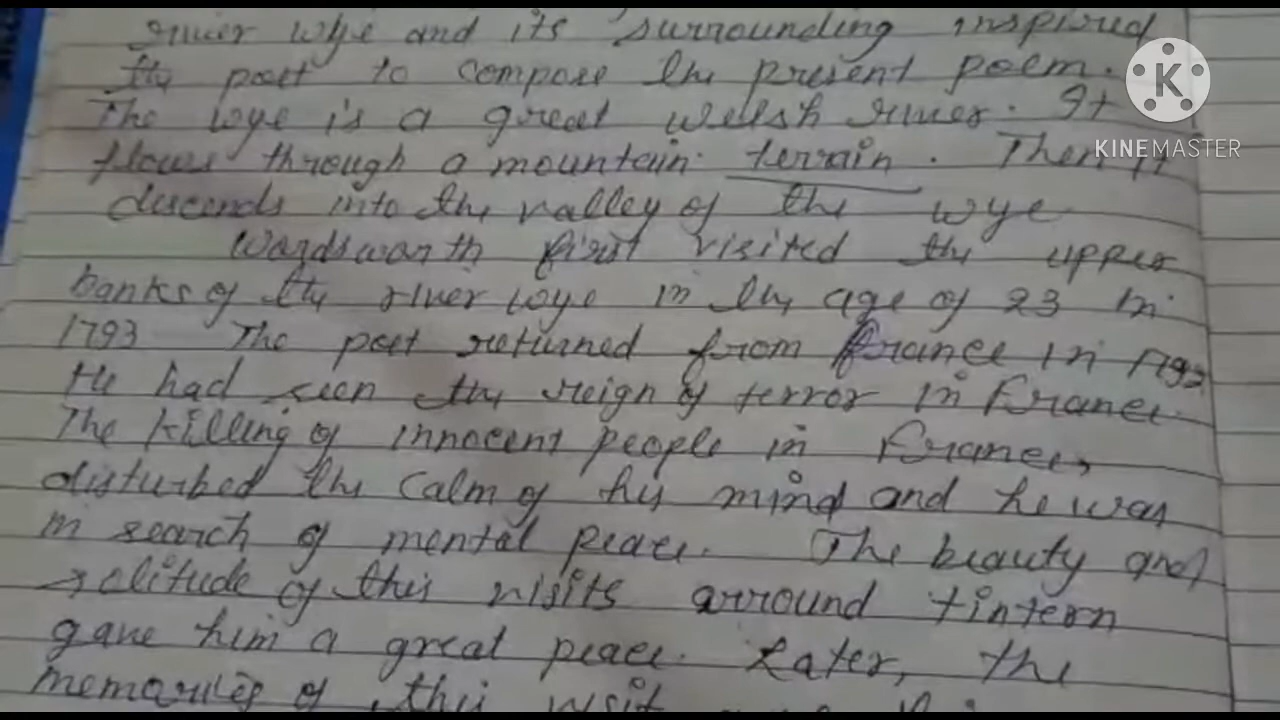 river wye and its surrounding inspired
the poet to compose the present poem.
The wye is a great welsh river. It
flows through a mountain terrain. Then it
descends into the valley of the wye
Wardswarth first visited the upper
banks of the river wye in the age of 23 in
1793 The poet returned from France in 1792
He had seen the reign of terror in France.
The killing of innocent people in France,
disturbed the calm of his mind and he was
in search of mental peace. The beauty and
solitude of this visits arround tintern
gave him a great peace. Later, the
memories of this visit
K
KINEMASTER